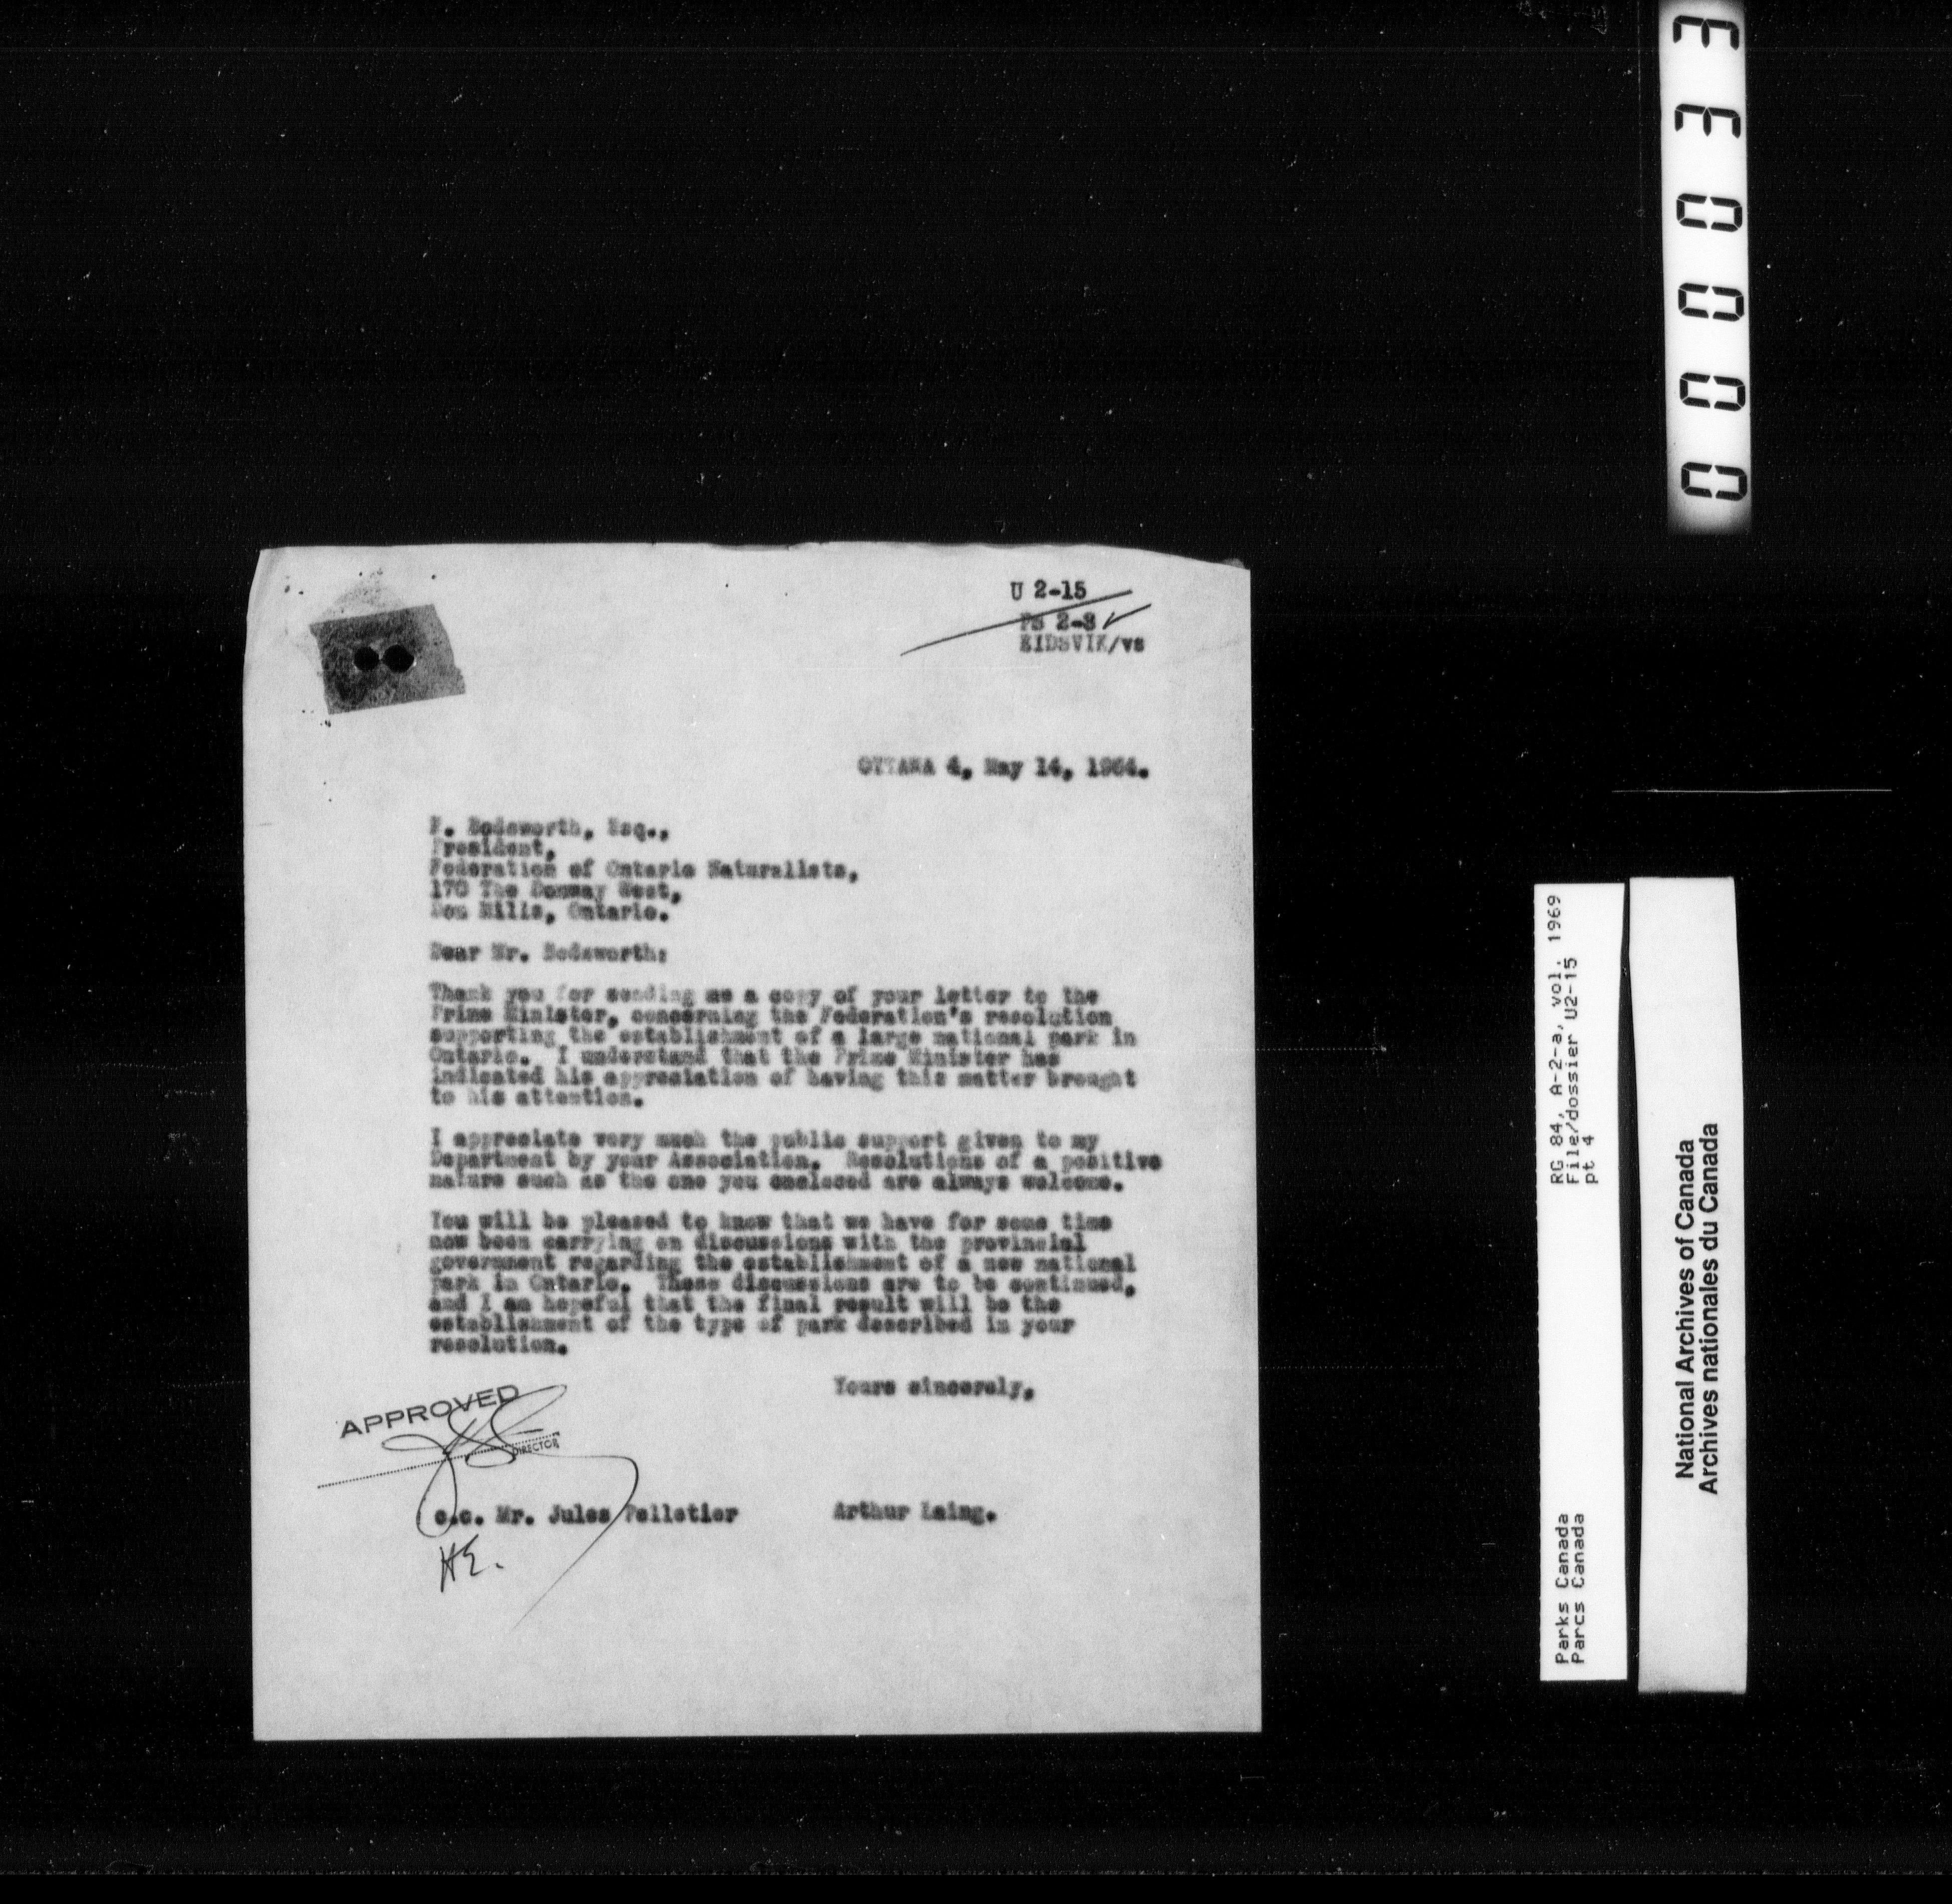 U 2-15
PS 2-3
EIDSVIK/vs
OTTAWA 4, May 14, 1964.
F. Bodsworth, Esq.,
President,
Federation of Ontario Naturalists,
170 The Donway West,
Don Mills, Ontario.
Dear Mr. Bodsworth:
Thank you for sending me a copy of your letter to the
Prime Minister, concerning the Federation's resolution
supporting the establishment of a large national park in
Ontario. I understand that the Prime Minister has
indicated his appreciation of having this matter brought
to his attention.
I appreciate very much the public support given to my
Department by your Association. Resolutions of a positive
nature such as the one you enclosed are always welcome.
You will be pleased to know that we have for some time
now been carrying on discussions with the provincial
government regarding the establishment of a new national
park in Ontario. These discussions are to be continued,
and I am hopeful that the final result will be the
establishment of the type of park described in your
resolution.
Yours sincerely,
APPROVED
DIRECTOR
c.c. Mr. Jules Pelletier
Arthur Laing.
HE.
000033
RG 84, A-2-a, vol. 1969
File/dossier U2-15
pt 4
Parks Canada
Parcs Canada
National Archives of Canada
Archives nationales du Canada